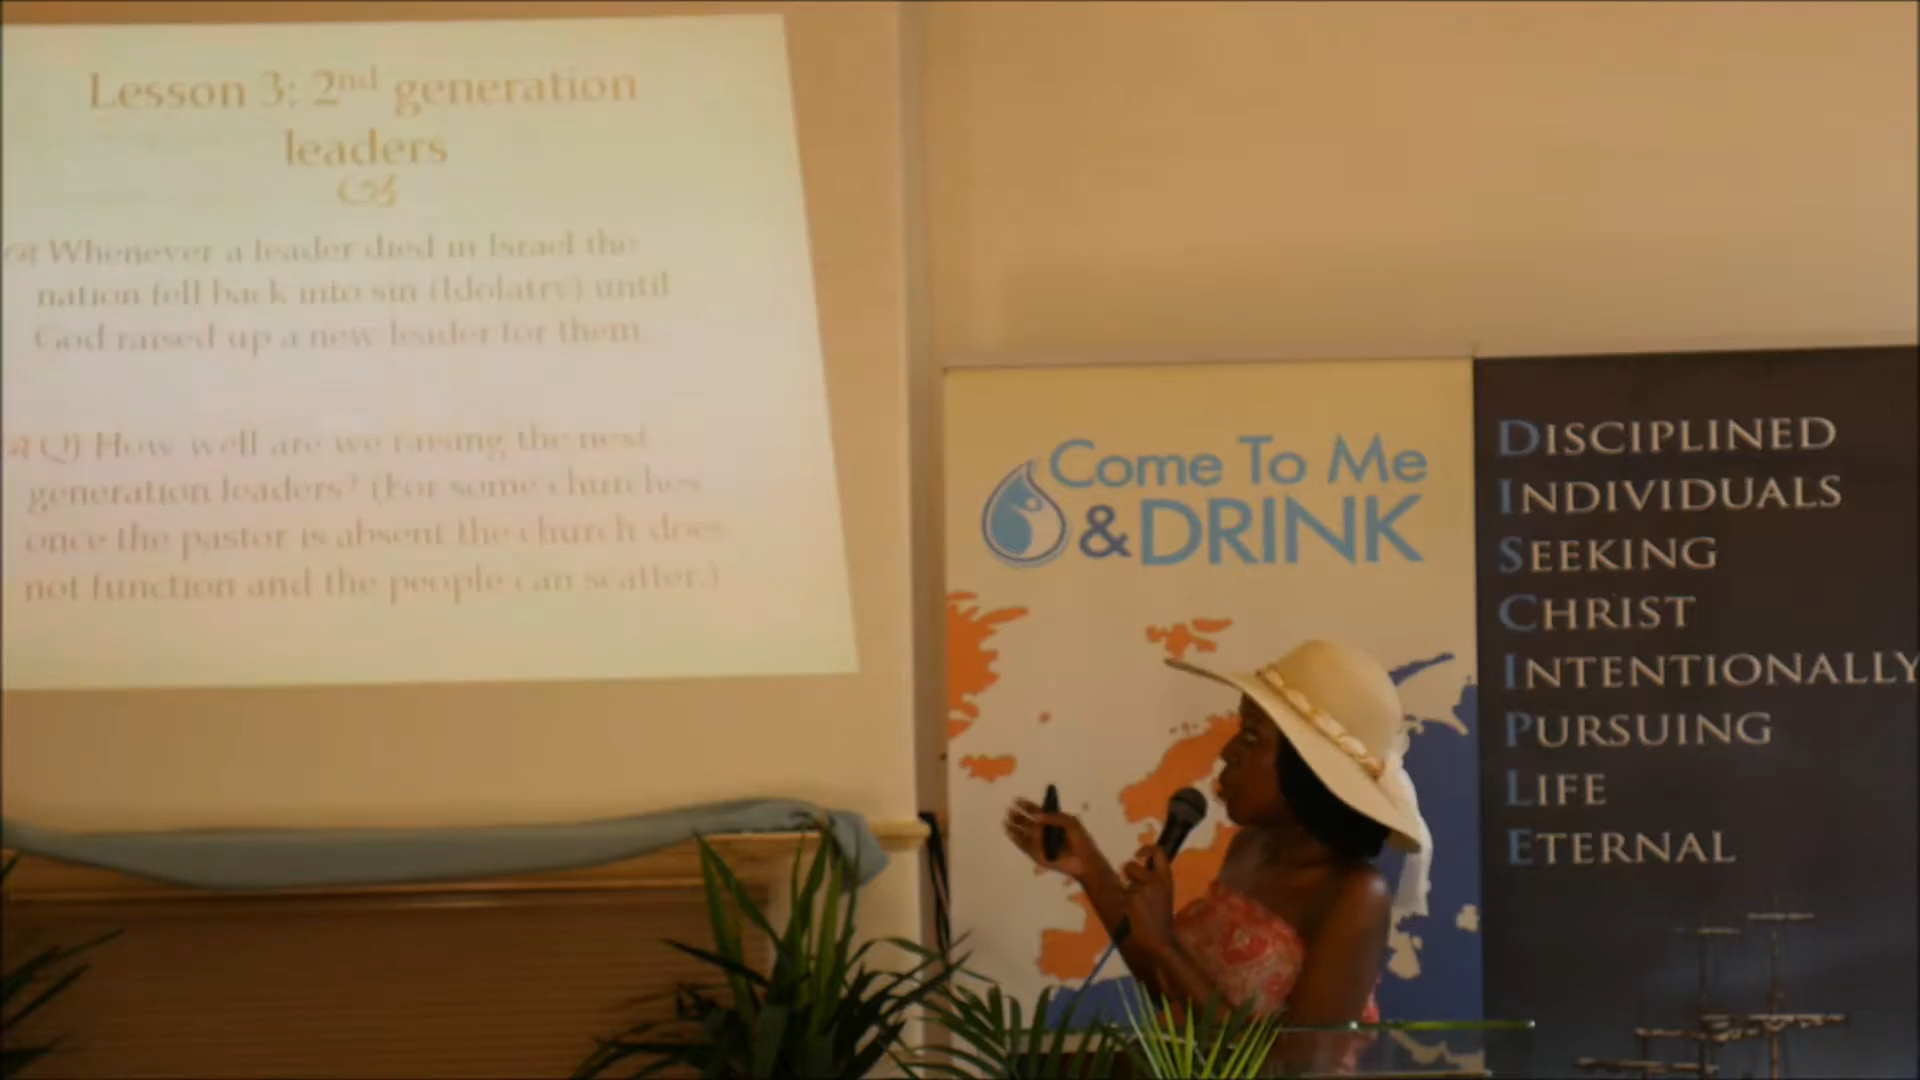 Lesson 3: 2nd generation
leaders
Whenever a leader died in Israel the
nation fell back into sin (Idolatry) until
God raised up a new leader for them
Q) How well are we raising the next
generation leaders? (For some churches
once the pastor is absent the church does
not function and the people can scatter.)
Come To Me
& DRINK
DISCIPLINED
INDIVIDUALS
SEEKING
CHRIST
INTENTIONALLY
PURSUING
LIFE
ETERNAL